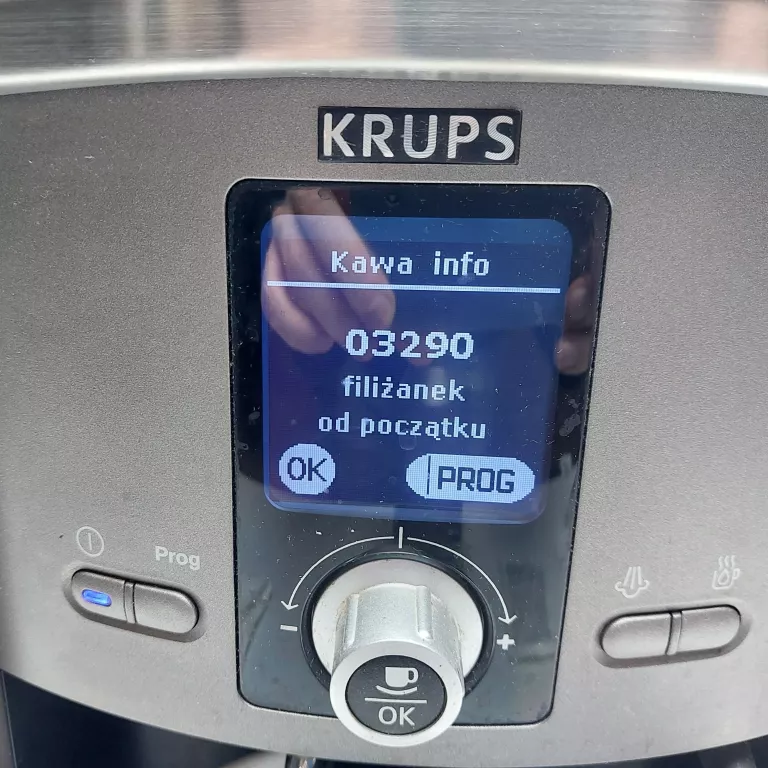 KRUPS
Kawa info
03290
filiżanek
od początku
OK
PROG
Prog
-
+
OK